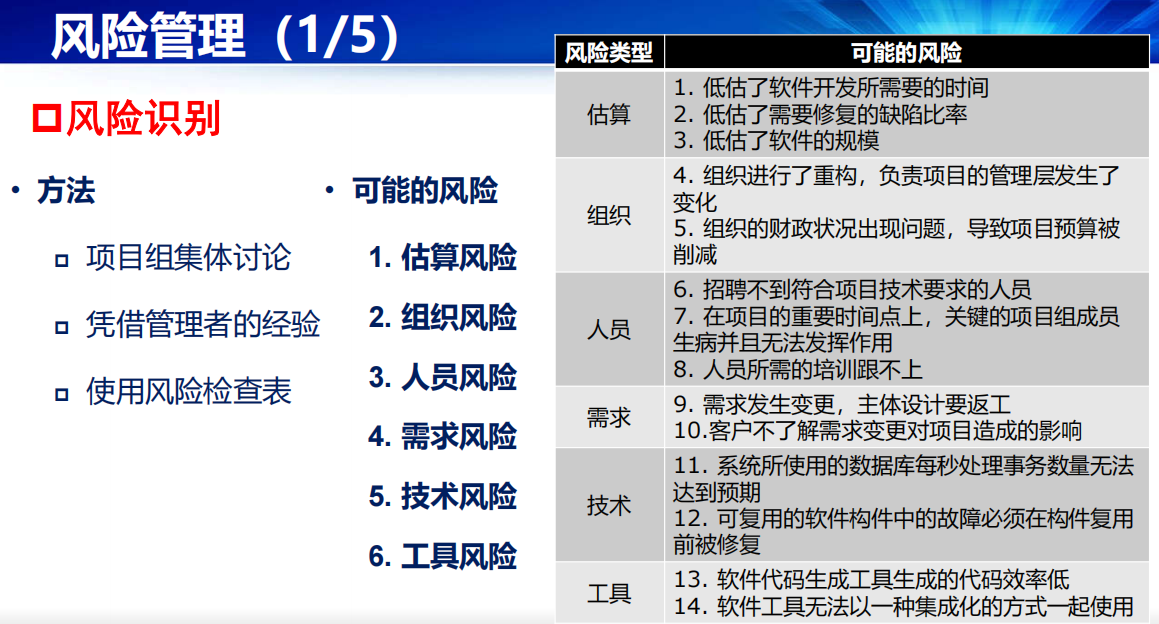 风险管理（1/5）
风险识别
• 方法
项目组集体讨论
凭借管理者的经验
使用风险检查表
• 可能的风险
1. 估算风险
2. 组织风险
3. 人员风险
4. 需求风险
5. 技术风险
6. 工具风险
风险类型 可能的风险
估算
1. 低估了软件开发所需要的时间
2. 低估了需要修复的缺陷比率
3. 低估了软件的规模
组织
4. 组织进行了重构，负责项目的管理层发生了
变化
5. 组织的财政状况出现问题，导致项目预算被
削减
人员
6. 招聘不到符合项目技术要求的人员
7. 在项目的重要时间点上，关键的项目组成员
生病并且无法发挥作用
8. 人员所需的培训跟不上
需求
9. 需求发生变更，主体设计要返工
10.客户不了解需求变更对项目造成的影响
技术
11. 系统所使用的数据库每秒处理事务数量无法
达到预期
12. 可复用的软件构件中的故障必须在构件复用
前被修复
工具
13. 软件代码生成工具生成的代码效率低
14. 软件工具无法以一种集成化的方式一起使用